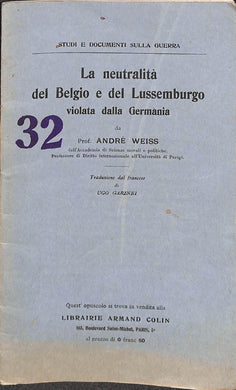 STUDI E DOCUMENTI SULLA GUERRA
La neutralità
del Belgio e del Lussemburgo
violata dalla Germania
da
32
Prof. ANDRÉ WEISS
dell'Accademia di Scienze morali e politiche,
Professore di Diritto internazionale all'Università di Parigi.
Traduzione dal francese
di
UGO GARINEI
Quest' opuscolo si trova in vendita alla
LIBRAIRIE ARMAND COLIN
103, Boulevard Saint-Michel, PARIS, 5e
al prezzo di 0 franc 60